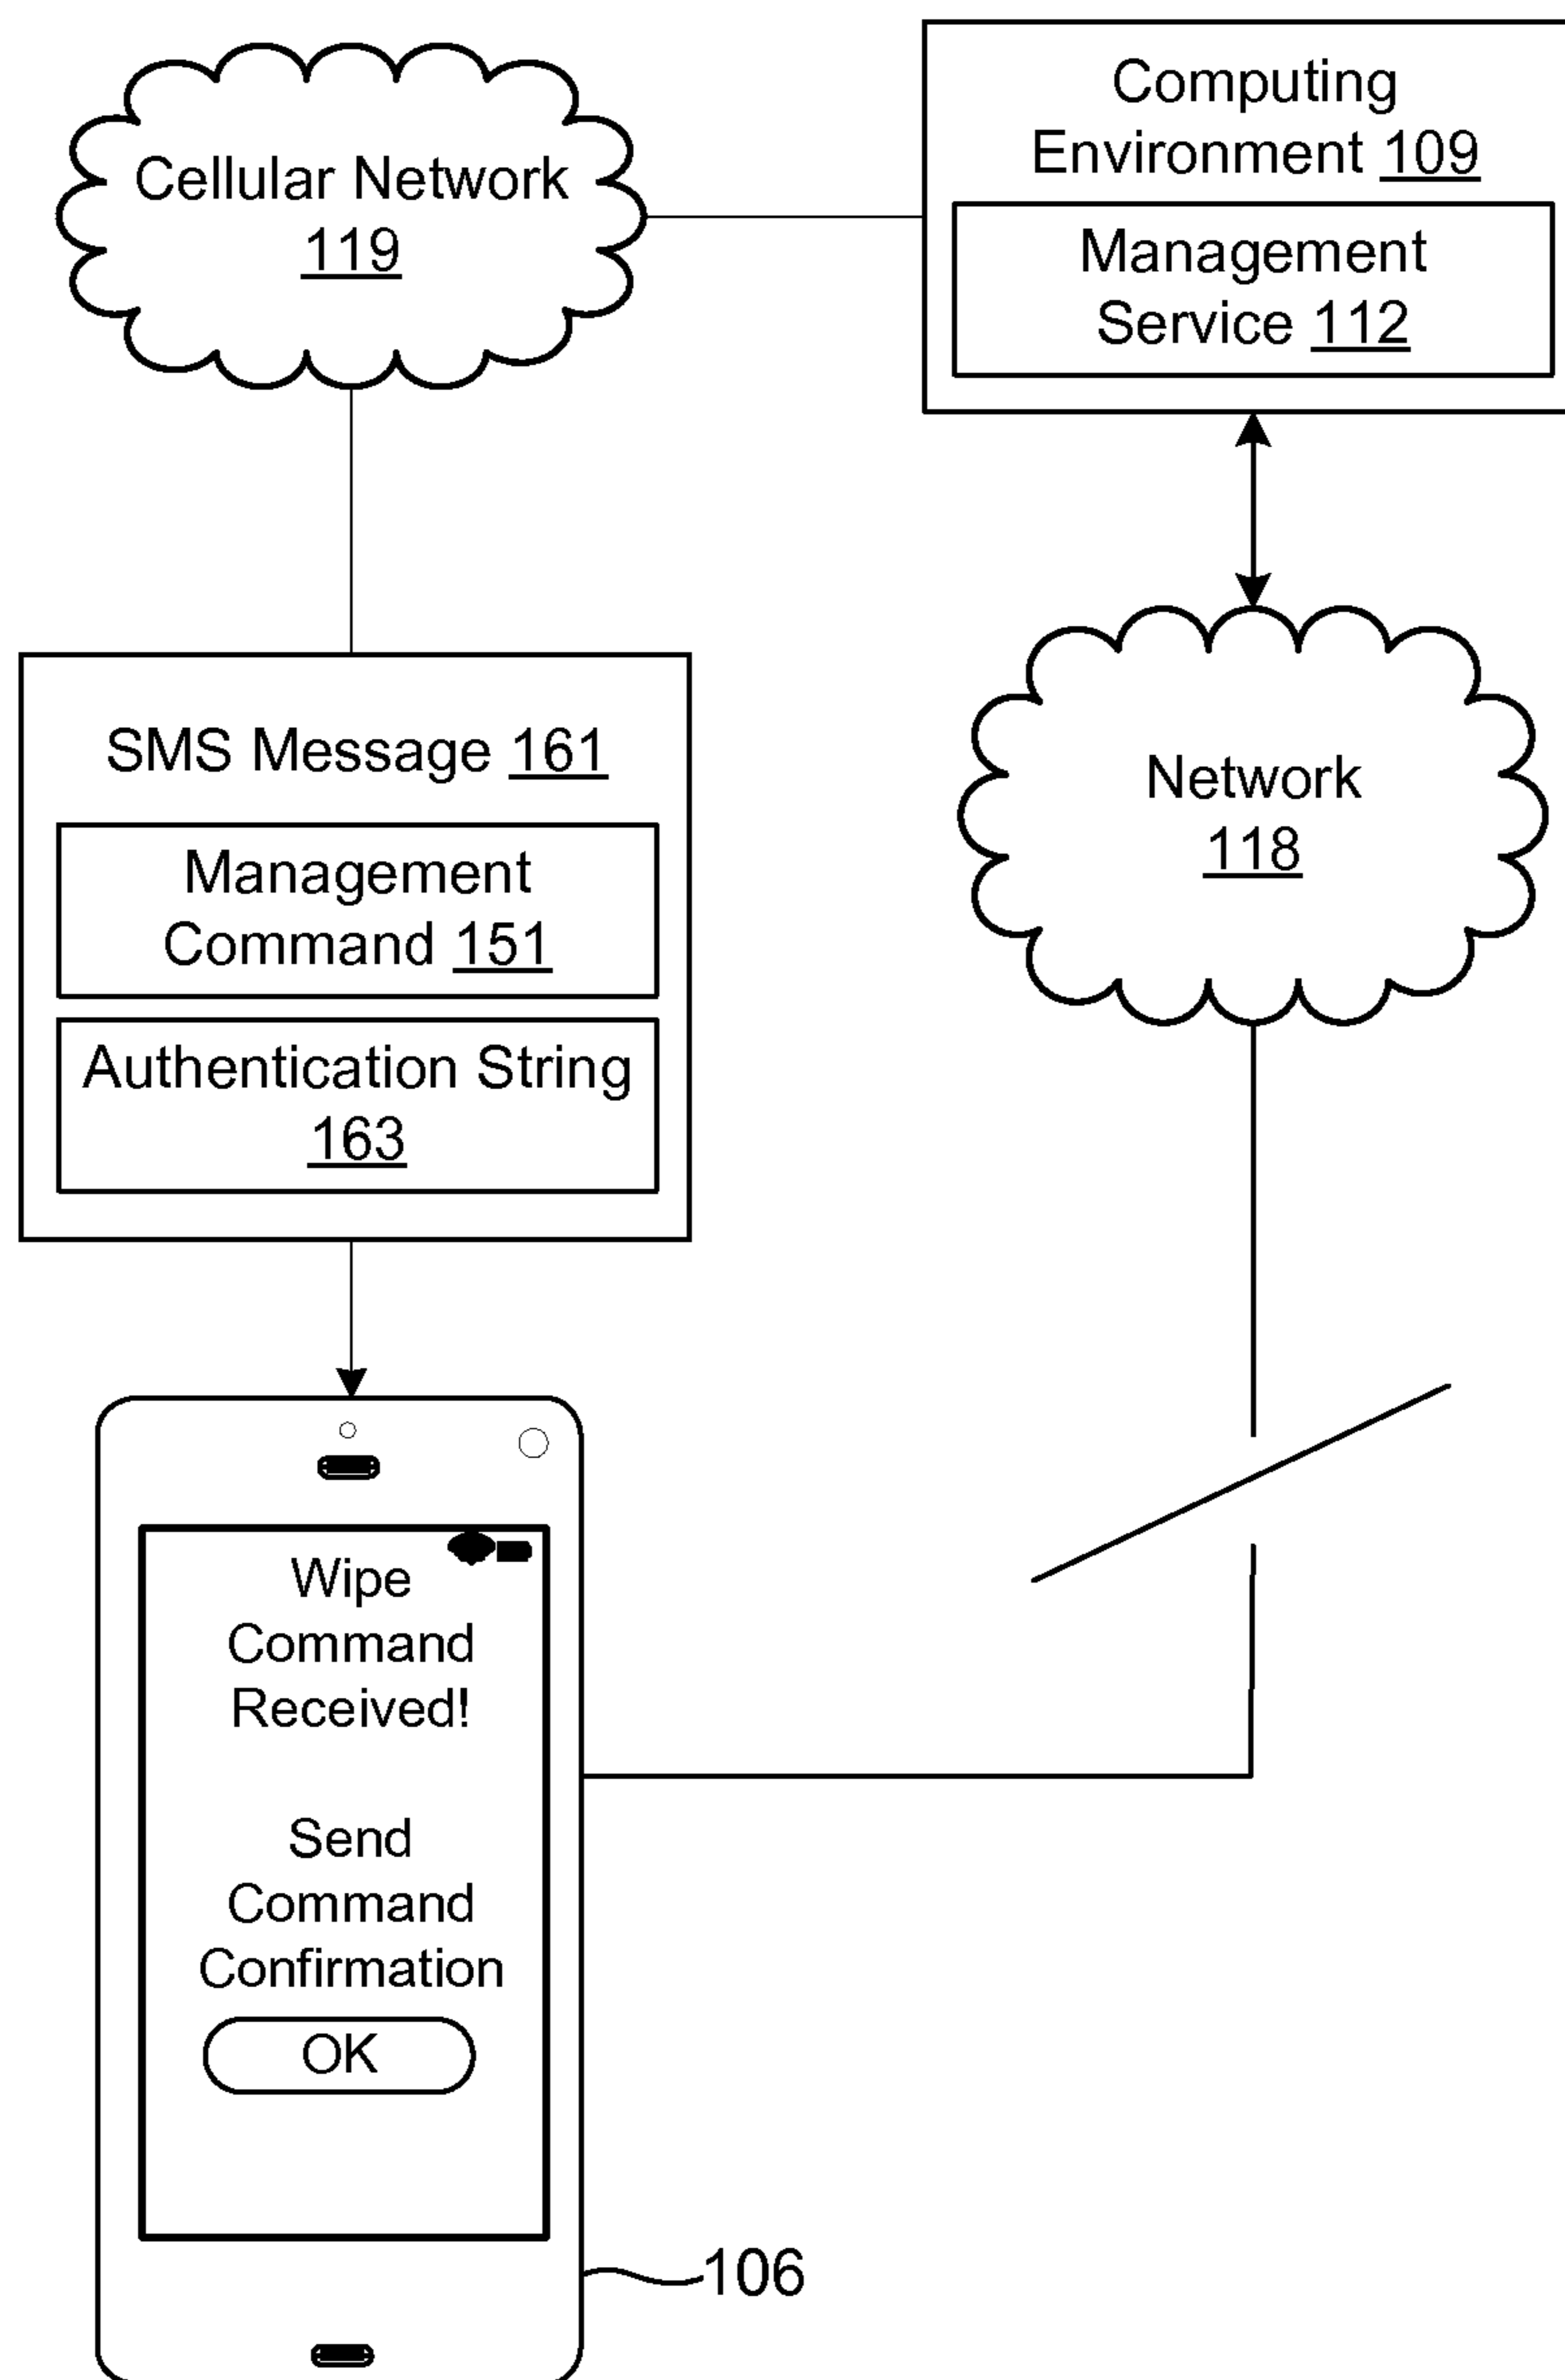 Cellular Network
119
Computing
Environment 109
Management
Service 112
SMS Message 161
Management
Command 151
Authentication String
163
Network
118
Wipe
Command
Received!
Send
Command
Confirmation
OK
106